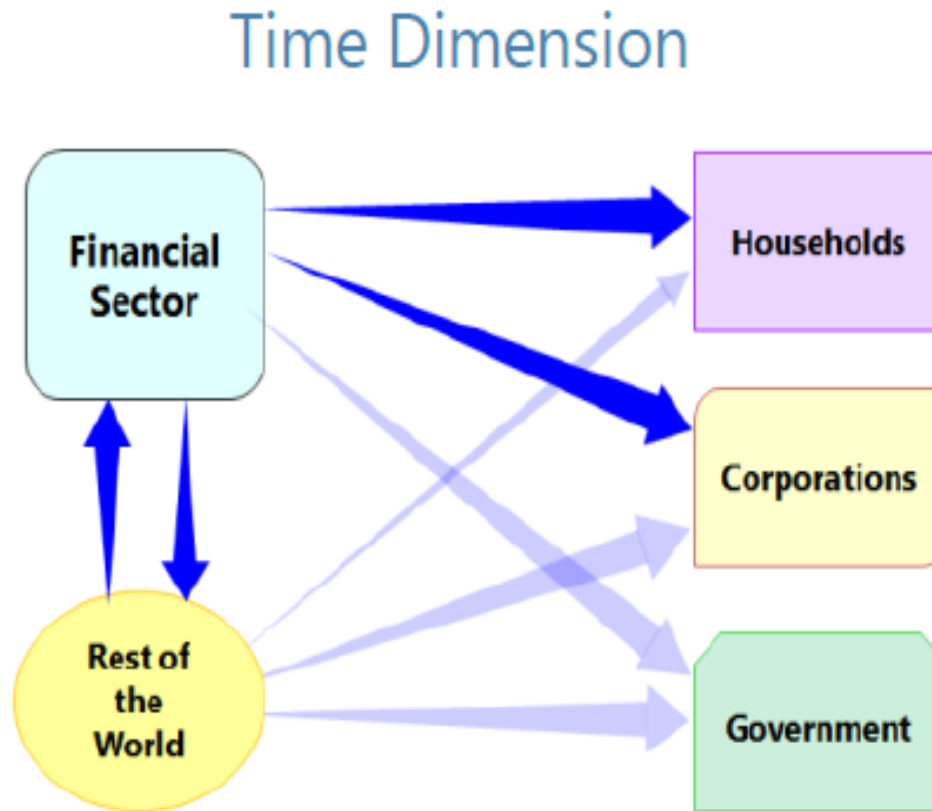 Time Dimension
Financial
Sector
Households
Corporations
Rest of
the
World
Government